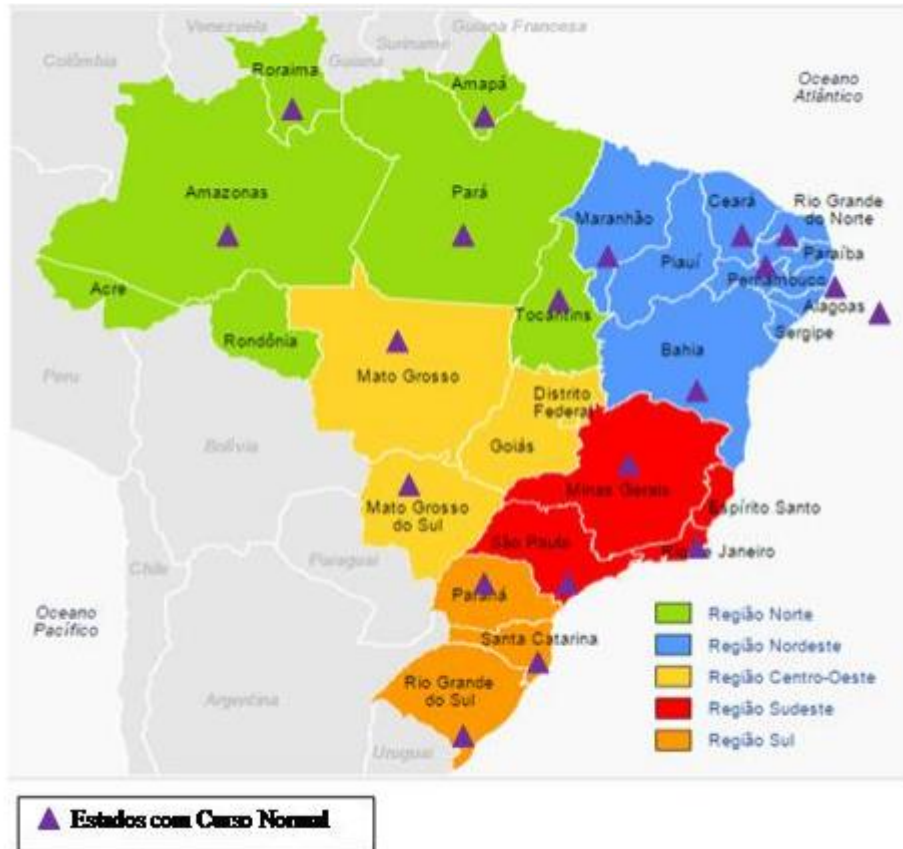 Venezuela
Guiana Francesa
Suriname
Colômbia
Guiana
Roraima
Amapá
Oceano
Atlântico
Amazonas
Pará
Maranhão
Ceará
Rio Grande
do Norte
Paraíba
Piauí
Pernamouco
Acre
Alagoas
Tocantins
Sergipe
Rondônia
Bahia
Peru
Mato Grosso
Distrito
Federal
Bolívia
Goiás
Minas Gerais
Mato Grosso
do Sul
Espírito Santo
São Paulo
Rio de Janeiro
Paraguai
Chile
Paraná
Oceano
Pacífico
Santa Catarina
Rio Grande
do Sul
Argentina
Uruguai
Região Norte
Região Nordeste
Região Centro-Oeste
Região Sudeste
Região Sul
Estados com Curso Normal